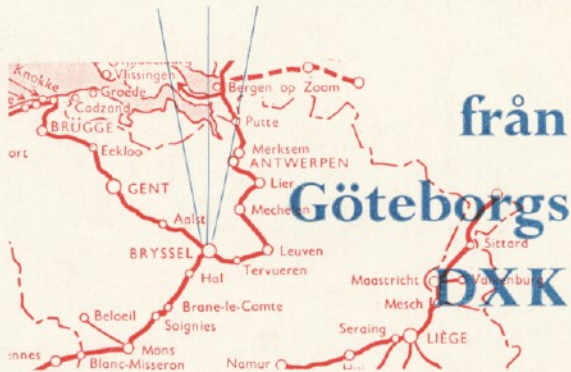 Knokke
Vlissingen
Groede
Cadzand
Bergen op Zoom
Putte
BRÜGGE
Eekloo
Merksem
ANTWERPEN
GENT
Lier
Mechelen
Aalst
BRYSSEL
Leuven
Tervueren
Hal
Brane-le-Comte
Soignies
Beloeil
Mons
Blanc-Misseron
Sittard
Maastricht
Valkenburg
Mesch
Seraing
LIÈGE
Namur
från
Göteborgs
DXK